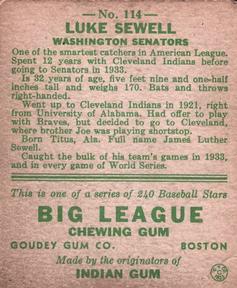 No. 114
LUKE SEWELL
WASHINGTON SENATORS
One of the smartest catchers in American League.
Spent 12 years with Cleveland Indians before
going to Senators in 1933.
Is 32 years of age, five feet nine and one-half
inches tall and weighs 170. Bats and throws
right-handed.
Went up to Cleveland Indians in 1921, right
from University of Alabama. Had offer to play
with Braves, but decided to go to Cleveland,
where brother Joe was playing shortstop.
Born Titus, Ala. Full name James Luther
Sewell.
Caught the bulk of his team's games in 1933,
and in every game of World Series.
This is one of a series of 240 Baseball Stars
BIG LEAGUE
CHEWING GUM
GOUDEY GUM CO. BOSTON
Made by the originators of
INDIAN GUM